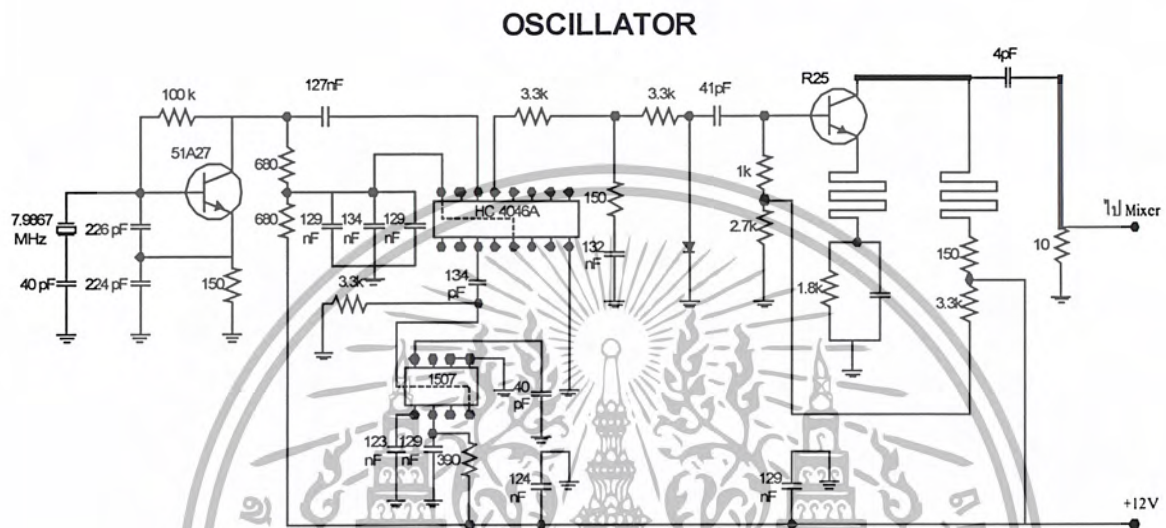 OSCILLATOR
4pF
R25
127nF
100 k
3.3k
3.3k
41pF
51A27
680
1k
HC 4046A
150
680
129 nF
134 nF
129 nF
2.7k
ไป Mixer
7.9867 MHz
226 pF
132 nF
150
10
40 pF
224 pF
150
3.3k
134 pF
1.8k
3.3k
1507
40 pF
123 nF
129 nF
390
124 nF
129 nF
+12V